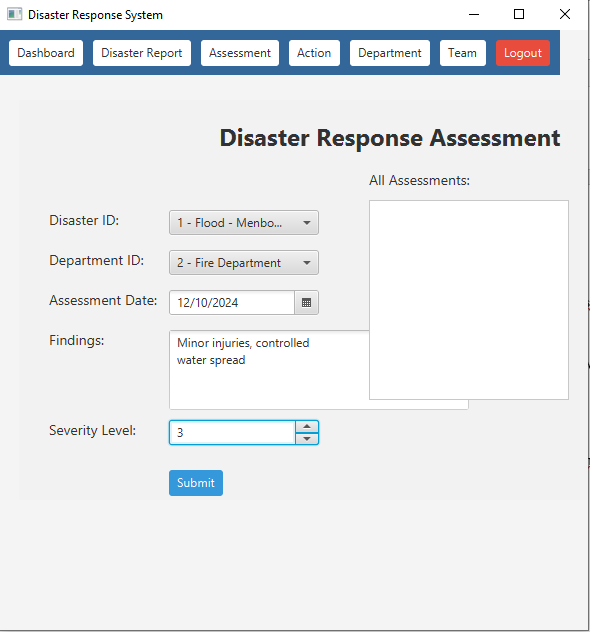 Disaster Response System
Dashboard Disaster Report Assessment Action Department Team Logout
Disaster Response Assessment
All Assessments:
Disaster ID: 1 - Flood - Menbo...
Department ID: 2 - Fire Department
Assessment Date: 12/10/2024
Findings: Minor injuries, controlled
water spread
Severity Level: 3
Submit